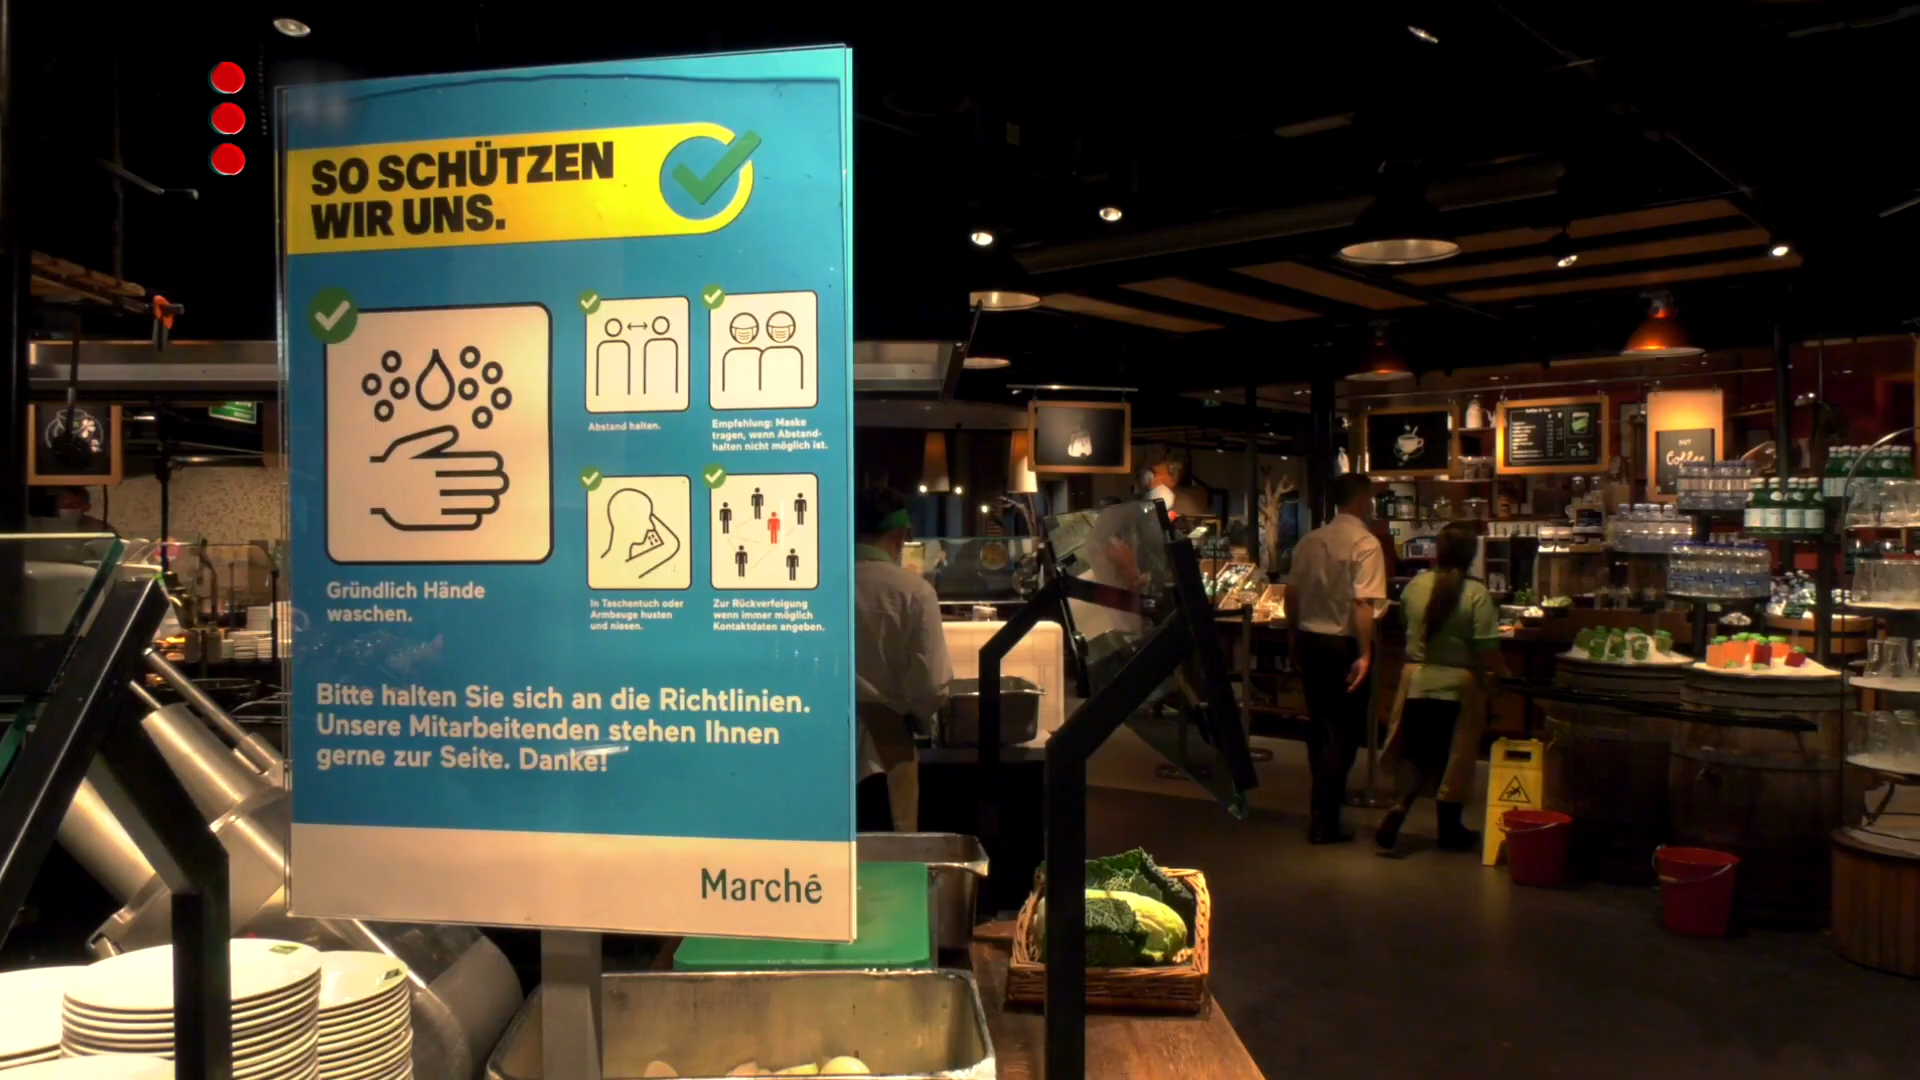 SO SCHÜTZEN
WIR UNS.
Gründlich Hände
waschen.
Abstand halten.
Empfehlung: Maske
tragen, wenn Abstand-
halten nicht möglich ist.
In Taschentuch oder
Armbeuge husten
und niesen.
Zur Rückverfolgung
wenn immer möglich
Kontaktdaten angeben.
Bitte halten Sie sich an die Richtlinien.
Unsere Mitarbeitenden stehen Ihnen
gerne zur Seite. Danke!
Marché
Coffee